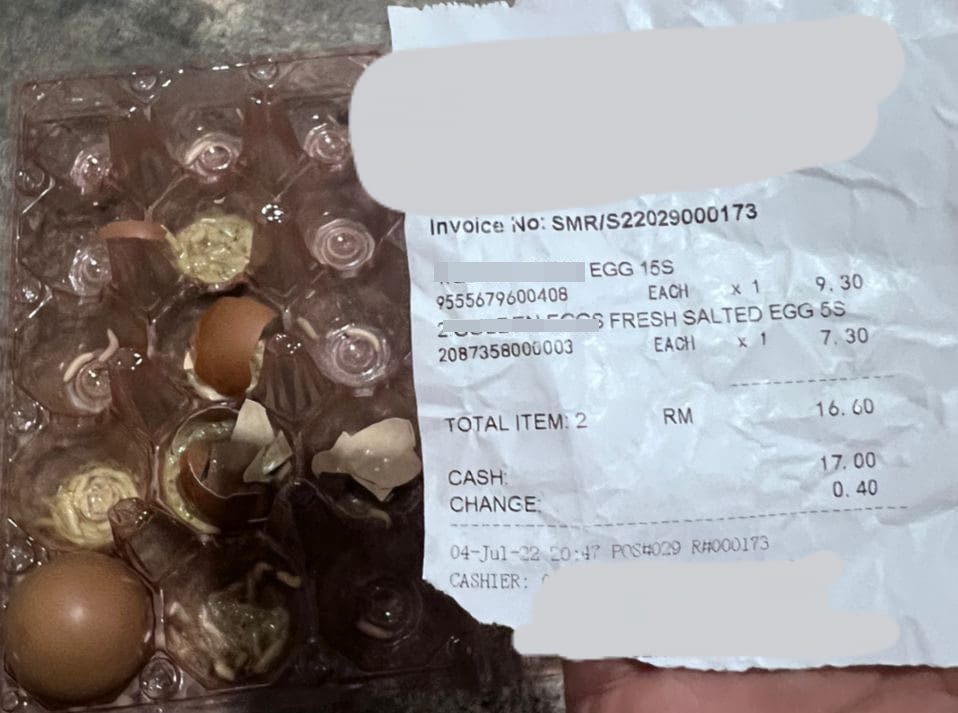 Invoice No: SMR/S22029000173
EGG 15S
9555679600408 EACH x 1 9.30
FRESH SALTED EGG 5S
2087358000003 EACH x 1 7.30
TOTAL ITEM: 2 RM 16.60
CASH: 17.00
CHANGE: 0.40
04-Jul-22 20:47 POS#029 R#000173
CASHIER: